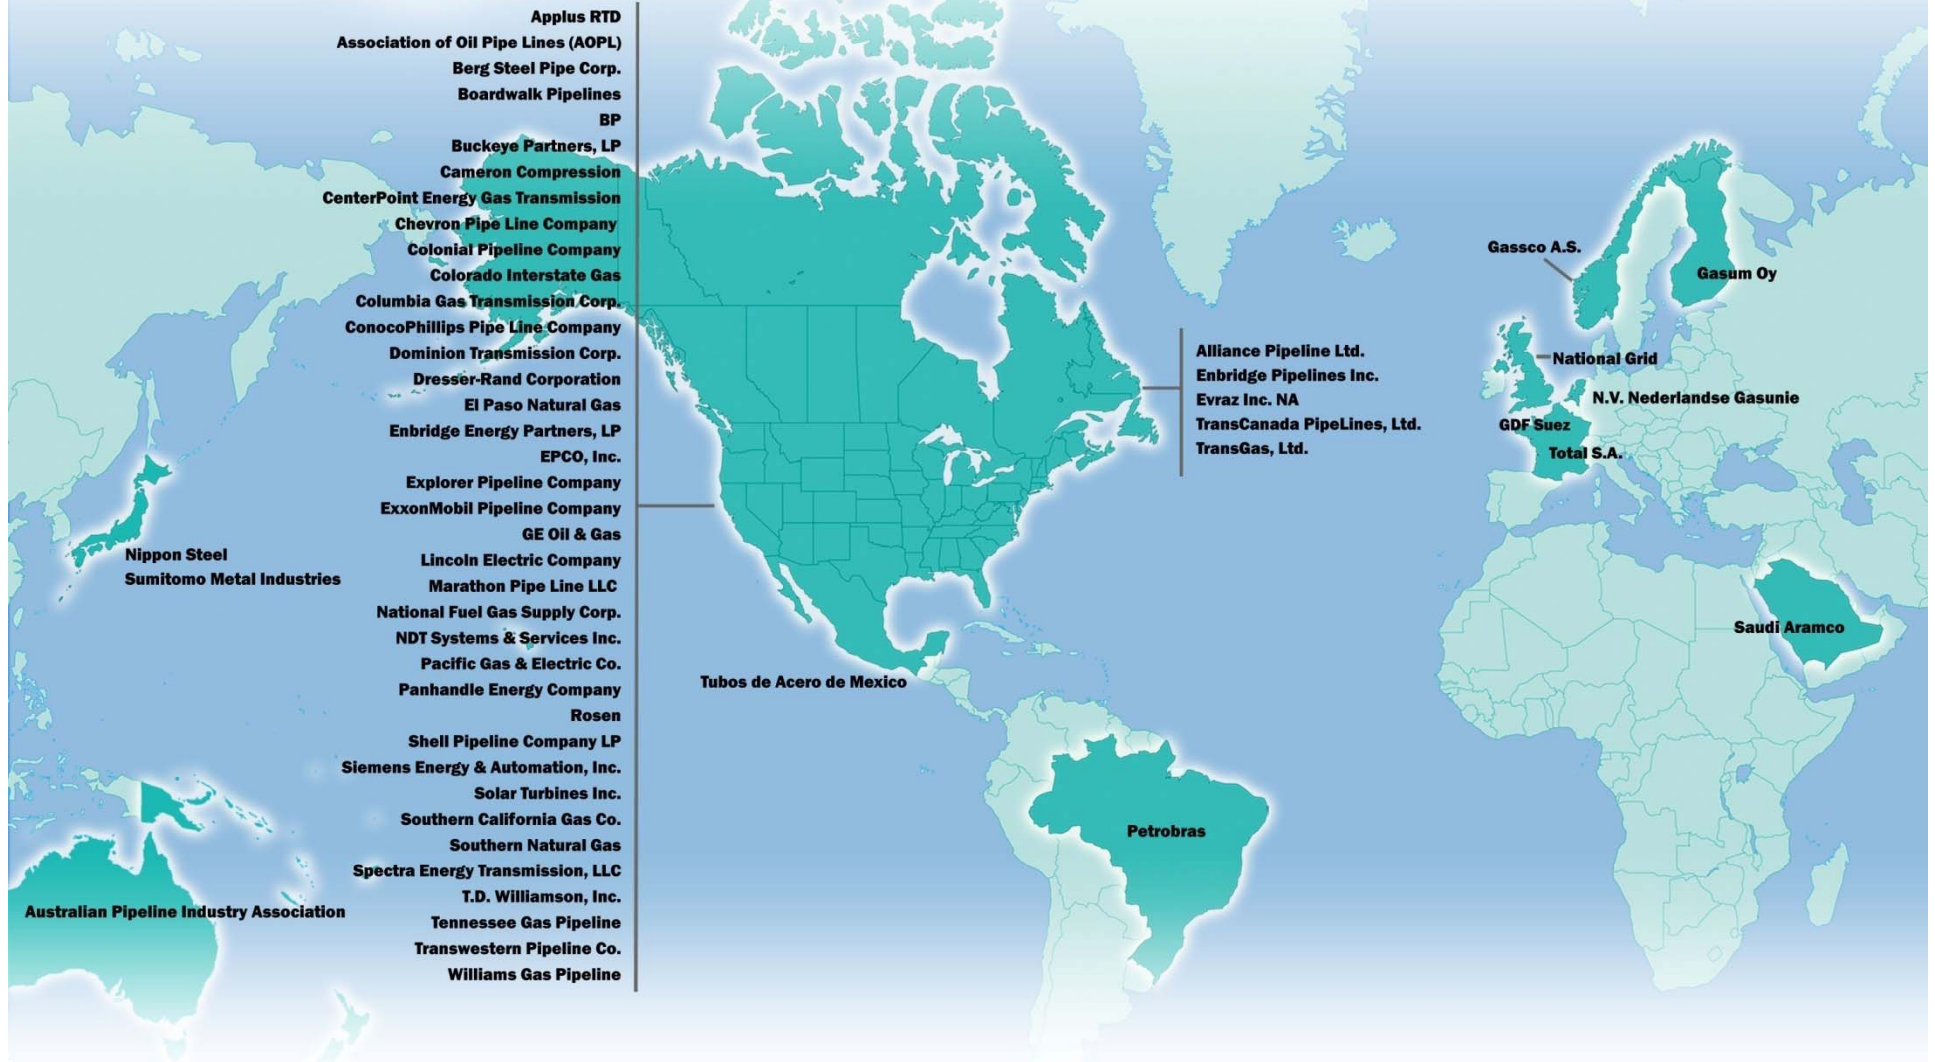 Applus RTD
Association of Oil Pipe Lines (AOPL)
Berg Steel Pipe Corp.
Boardwalk Pipelines
BP
Buckeye Partners, LP
Cameron Compression
CenterPoint Energy Gas Transmission
Chevron Pipe Line Company
Colonial Pipeline Company
Colorado Interstate Gas
Columbia Gas Transmission Corp.
ConocoPhillips Pipe Line Company
Dominion Transmission Corp.
Dresser-Rand Corporation
El Paso Natural Gas
Enbridge Energy Partners, LP
EPCO, Inc.
Explorer Pipeline Company
ExxonMobil Pipeline Company
GE Oil & Gas
Lincoln Electric Company
Marathon Pipe Line LLC
National Fuel Gas Supply Corp.
NDT Systems & Services Inc.
Pacific Gas & Electric Co.
Panhandle Energy Company
Rosen
Shell Pipeline Company LP
Siemens Energy & Automation, Inc.
Solar Turbines Inc.
Southern California Gas Co.
Southern Natural Gas
Spectra Energy Transmission, LLC
T.D. Williamson, Inc.
Tennessee Gas Pipeline
Transwestern Pipeline Co.
Williams Gas Pipeline
Nippon Steel
Sumitomo Metal Industries
Australian Pipeline Industry Association
Tubos de Acero de Mexico
Petrobras
Alliance Pipeline Ltd.
Enbridge Pipelines Inc.
Evraz Inc. NA
TransCanada PipeLines, Ltd.
TransGas, Ltd.
Gassco A.S.
Gasum Oy
National Grid
N.V. Nederlandse Gasunie
GDF Suez
Total S.A.
Saudi Aramco